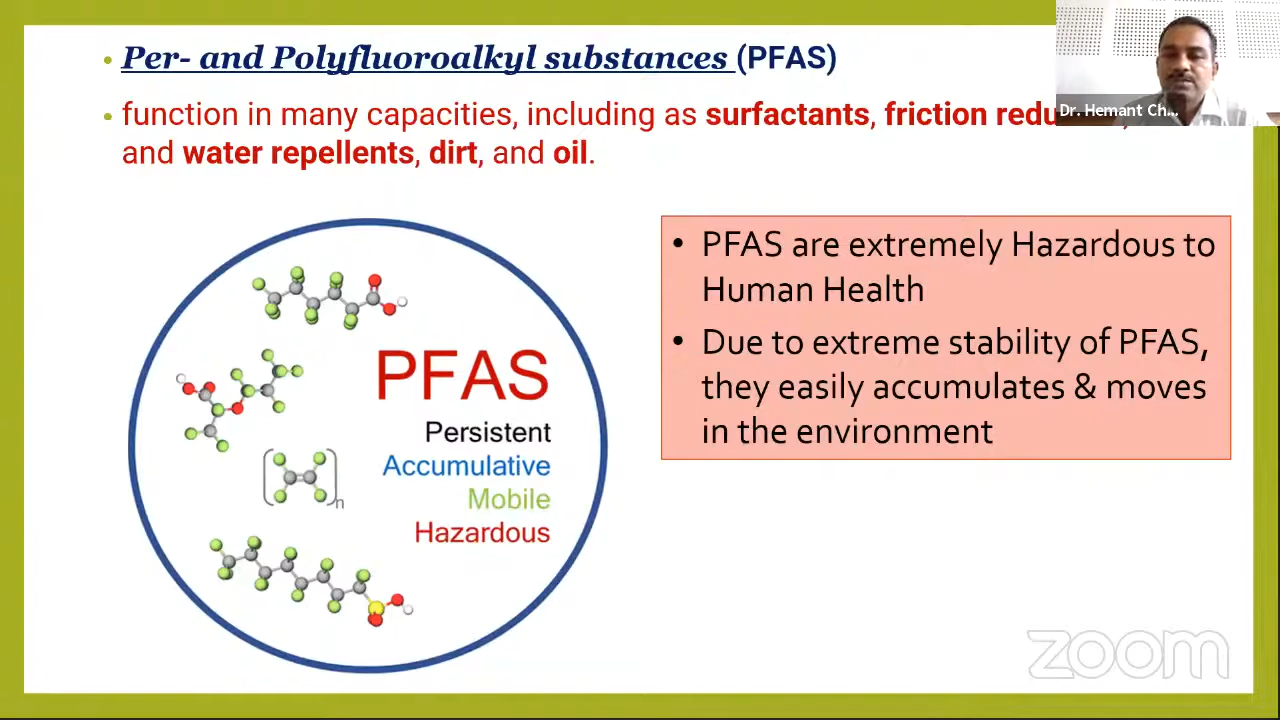 • Per- and Polyfluoroalkyl substances (PFAS)
• function in many capacities, including as surfactants, friction
and water repellents, dirt, and oil.
Dr. Hemant Ch...
• PFAS are extremely Hazardous to
Human Health
• Due to extreme stability of PFAS,
they easily accumulates & moves
in the environment
PFAS
Persistent
Accumulative
Mobile
Hazardous
n
zoom